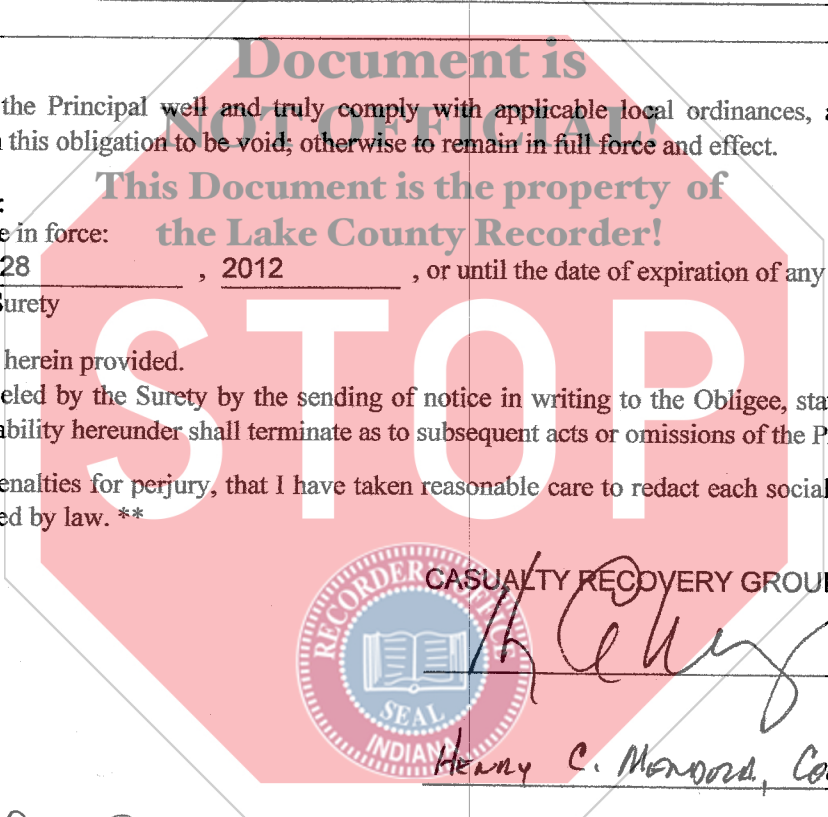 Document is
the Principal well and truly comply with applicable local ordinances,
NOT OFFICIAL!
this obligation to be void; otherwise to remain in full force and effect.
This Document is the property of
the Lake County Recorder!
e in force:
28 , 2012 , or until the date of expiration of any
Surety
STOP
herein provided.
eled by the Surety by the sending of notice in writing to the Obligee, sta
ability hereunder shall terminate as to subsequent acts or omissions of the P
enalties for perjury, that I have taken reasonable care to redact each social
ed by law. **
CASUALTY RECOVERY GROUP
RECORDER'S OFFICE
SEAL
INDIANA
HENRY C. MENDOZA, Co